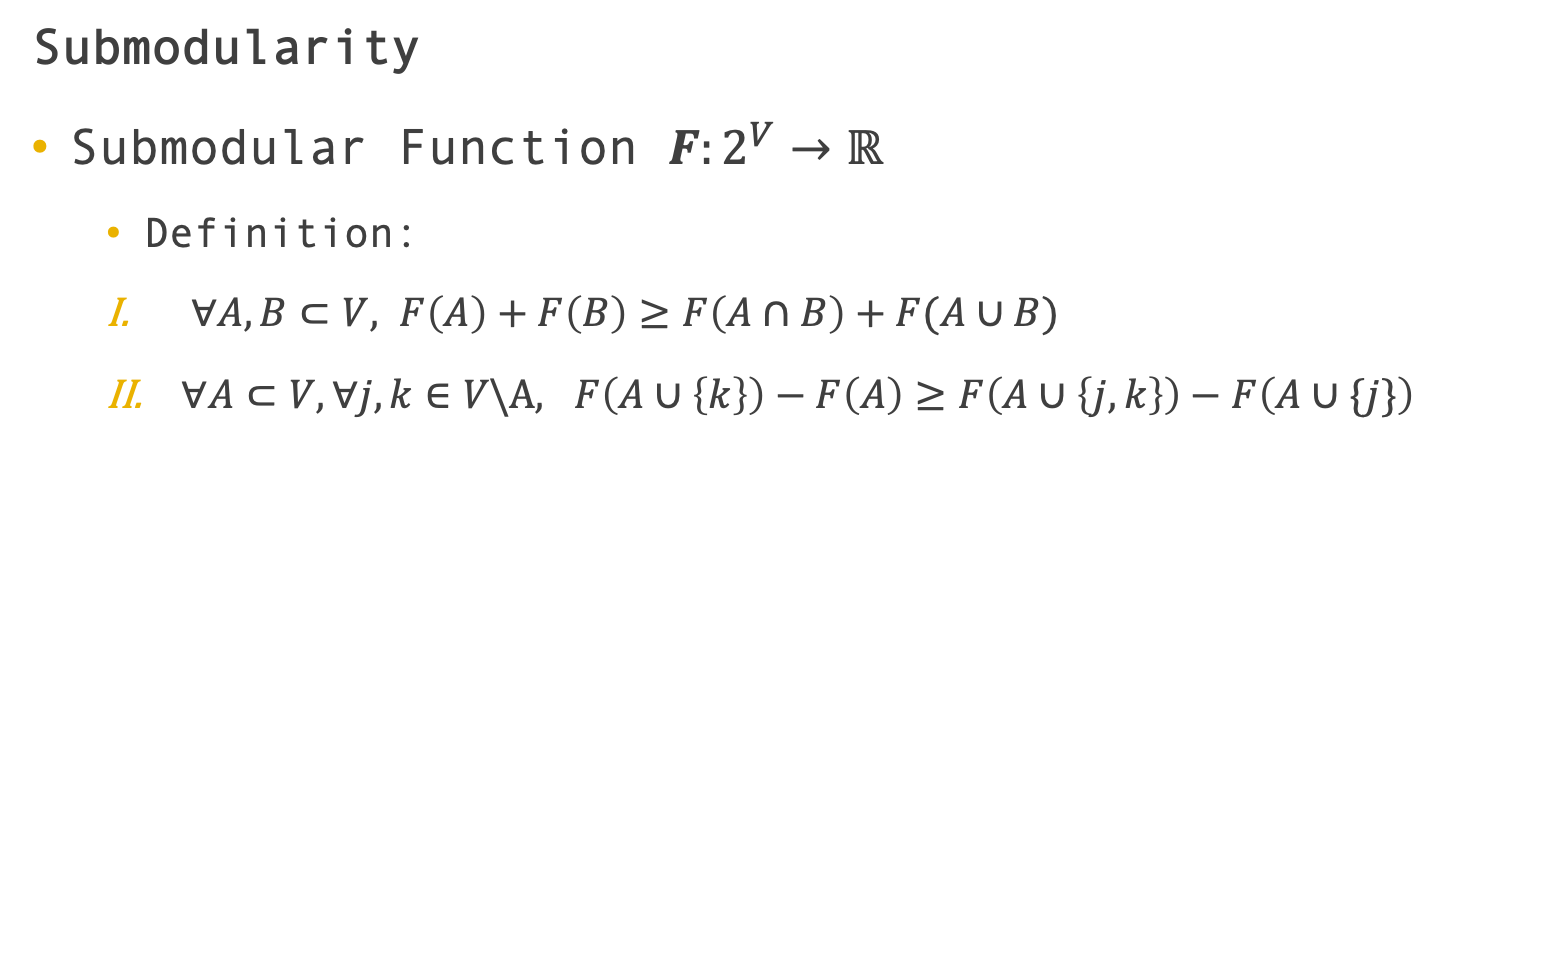 Submodularity
• Submodular Function F: 2^V → ℝ
• Definition:
I. ∀A, B ⊂ V, F(A) + F(B) ≥ F(A ∩ B) + F(A ∪ B)
II. ∀A ⊂ V, ∀j, k ∈ V\A, F(A ∪ {k}) − F(A) ≥ F(A ∪ {j, k}) − F(A ∪ {j})